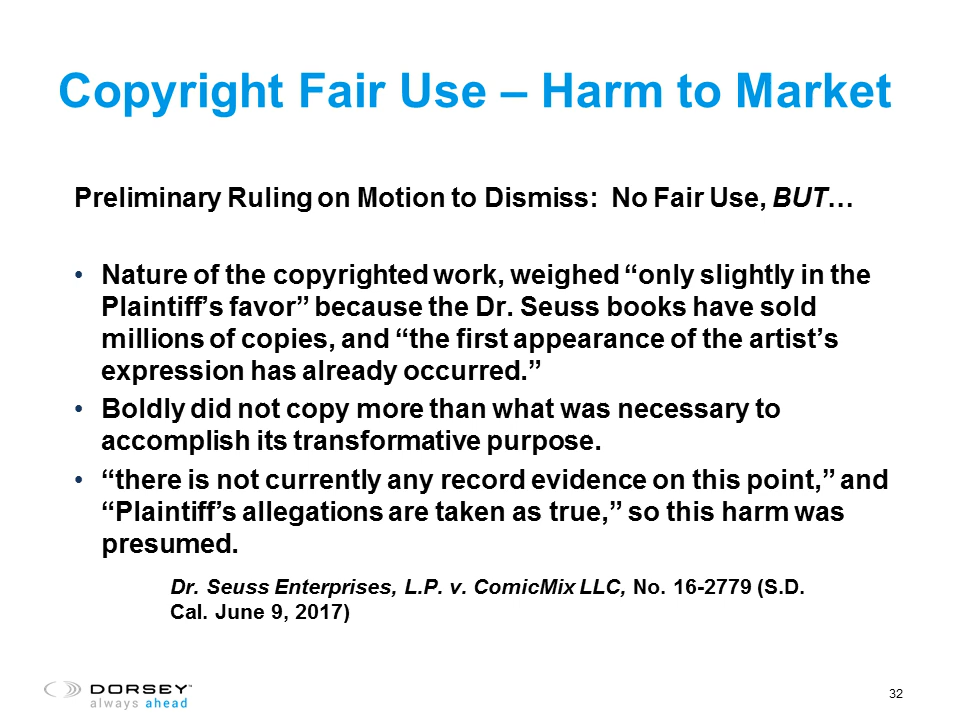 Copyright Fair Use – Harm to Market
Preliminary Ruling on Motion to Dismiss:  No Fair Use, BUT…
• Nature of the copyrighted work, weighed “only slightly in the
Plaintiff’s favor” because the Dr. Seuss books have sold
millions of copies, and “the first appearance of the artist’s
expression has already occurred.”
• Boldly did not copy more than what was necessary to
accomplish its transformative purpose.
• “there is not currently any record evidence on this point,” and
“Plaintiff’s allegations are taken as true,” so this harm was
presumed.
Dr. Seuss Enterprises, L.P. v. ComicMix LLC, No. 16-2779 (S.D.
Cal. June 9, 2017)
DORSEY™
always ahead
32